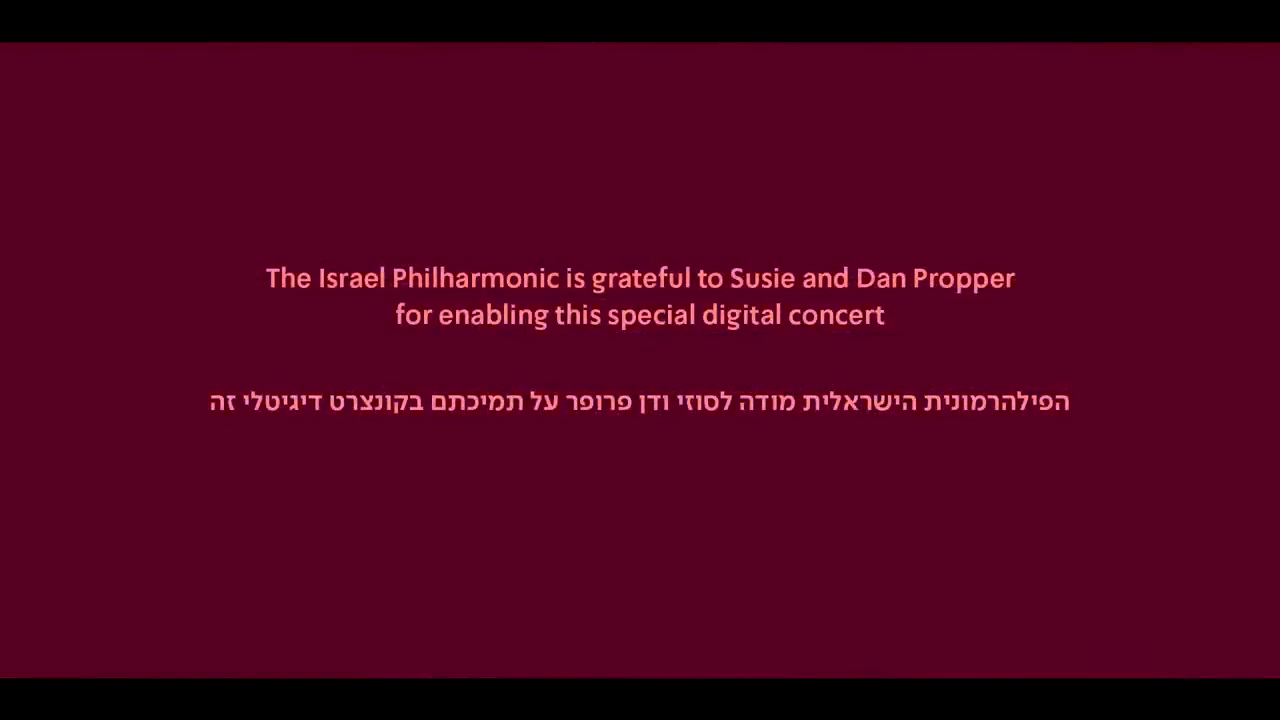 The Israel Philharmonic is grateful to Susie and Dan Propper
for enabling this special digital concert
הפילהרמונית הישראלית מודה לסוזי ודן פרופר על תמיכתם בקונצרט דיגיטלי זה